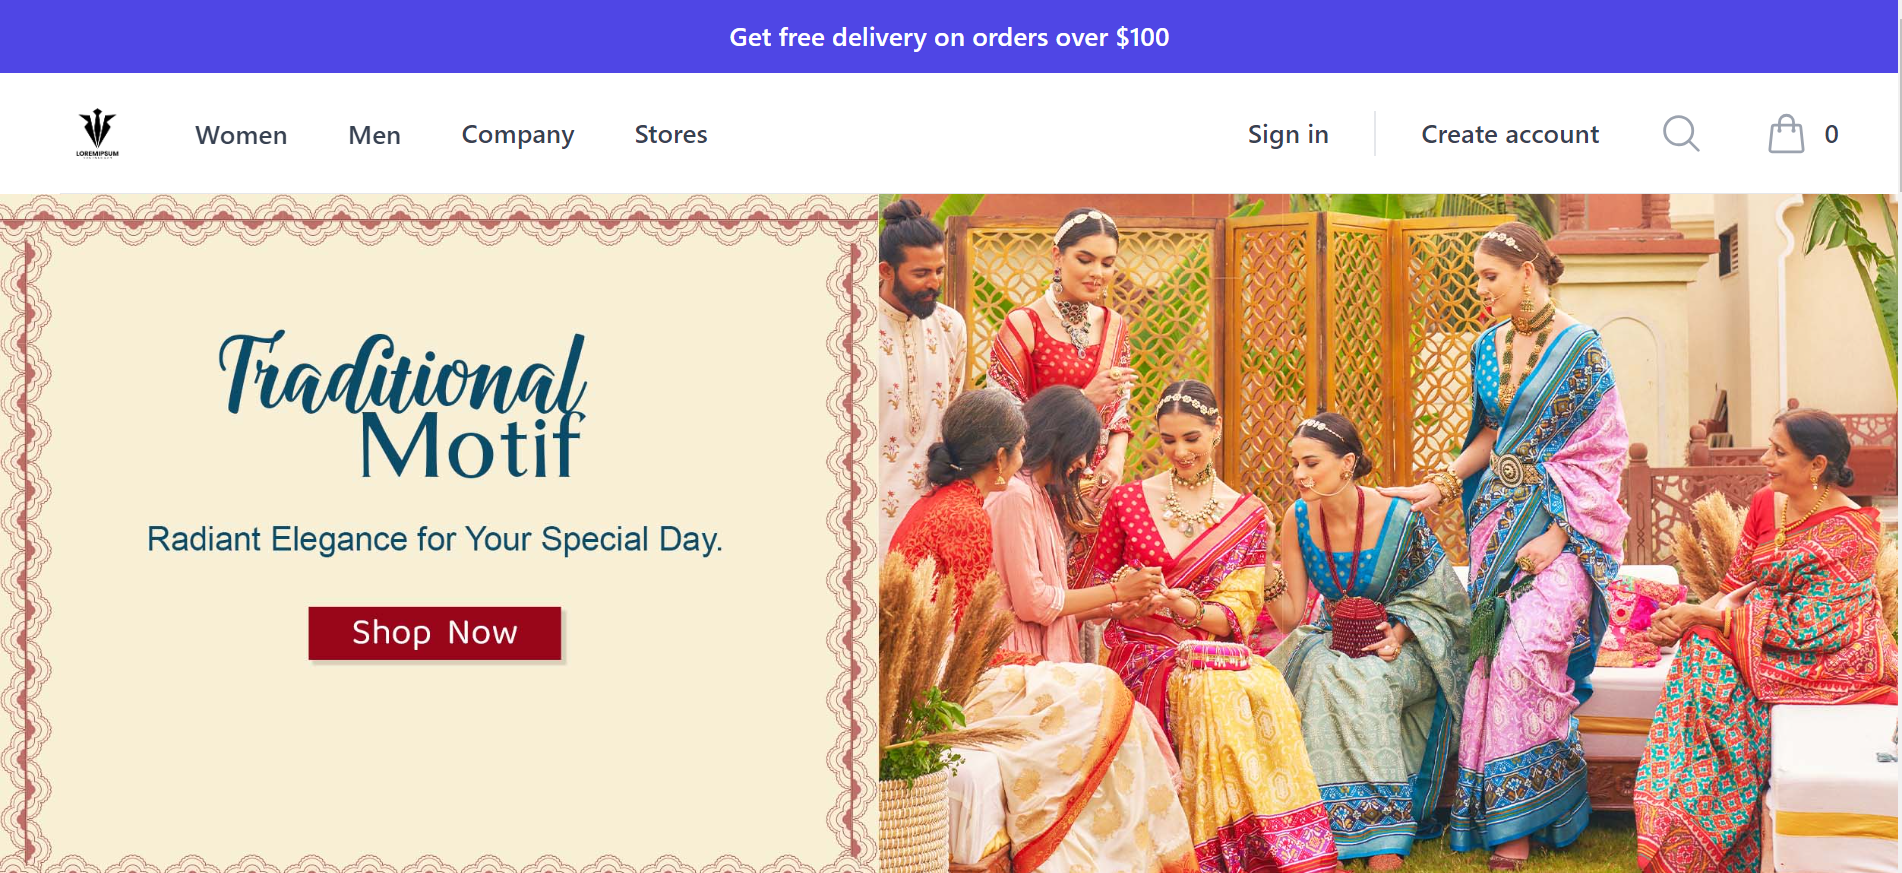 Get free delivery on orders over $100
LOREMIPSUM
Women Men Company Stores Sign in Create account 0
Traditional
Motif
Radiant Elegance for Your Special Day.
Shop Now